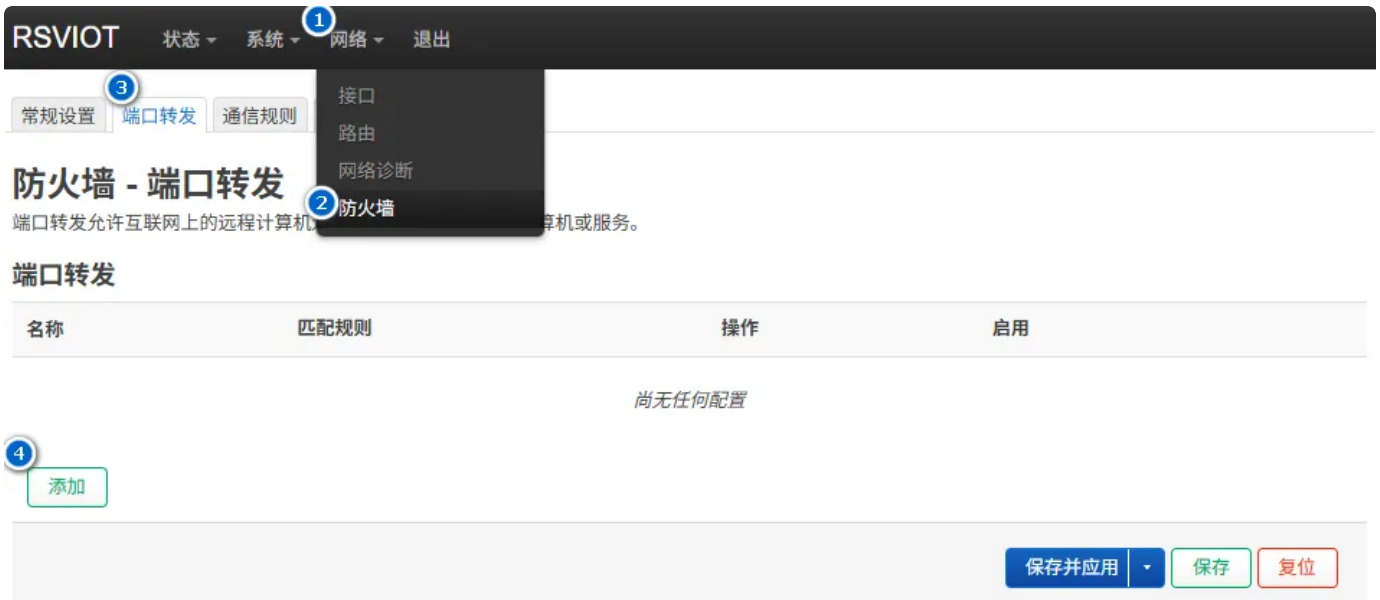 RSVIOT 状态 系统 1 网络 退出
3
常规设置 端口转发 通信规则
接口
路由
网络诊断
2 防火墙
防火墙 - 端口转发
端口转发允许互联网上的远程计算机 算机或服务。
端口转发
名称 匹配规则 操作 启用
尚无任何配置
4
添加
保存并应用 保存 复位